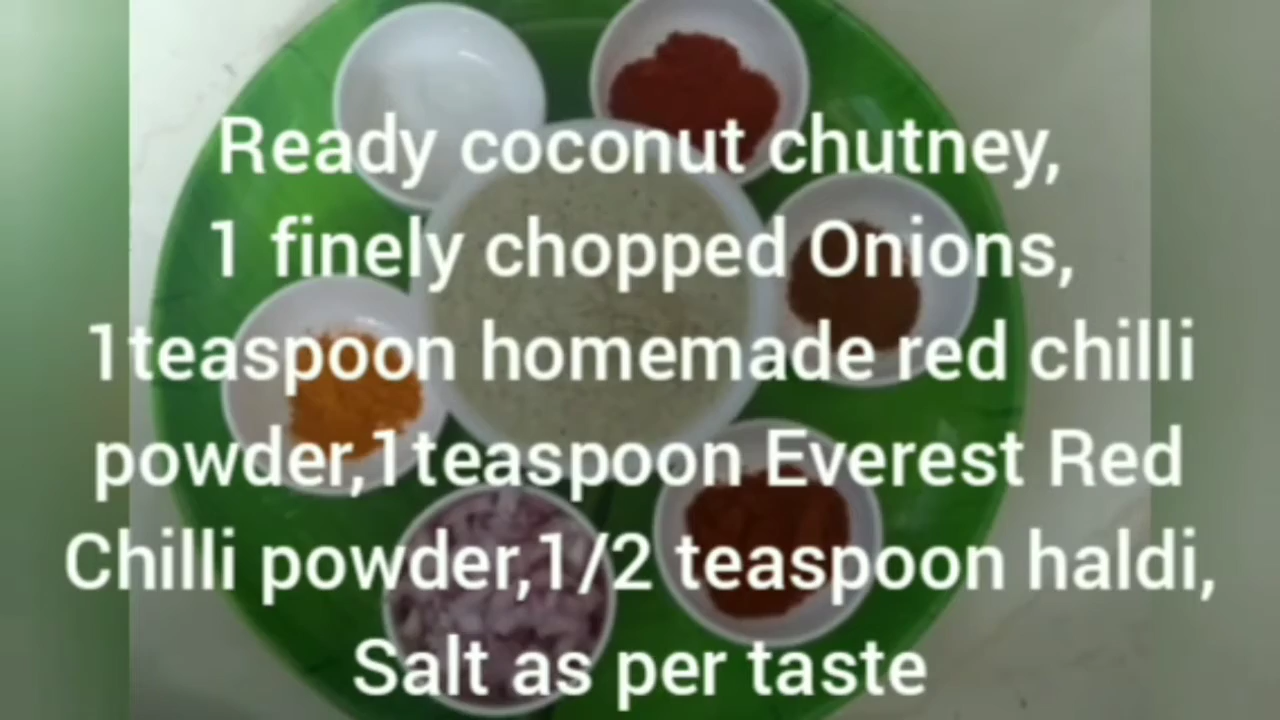 Ready coconut chutney,
1 finely chopped Onions,
1teaspoon homemade red chilli
powder,1teaspoon Everest Red
Chilli powder,1/2 teaspoon haldi,
Salt as per taste